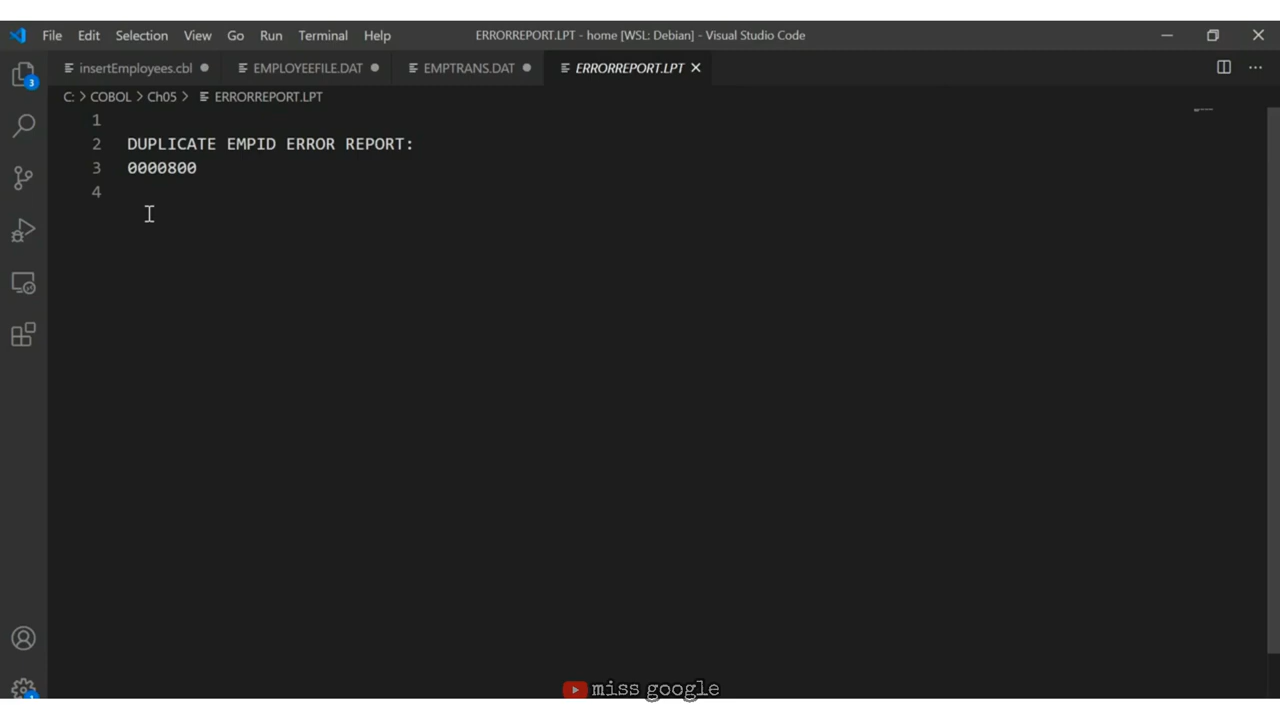 File Edit Selection View Go Run Terminal Help ERRORREPORT.LPT - home [WSL: Debian] - Visual Studio Code
3 insertEmployees.cbl EMPLOYEEFILE.DAT EMPTRANS.DAT ERRORREPORT.LPT
C: > COBOL > Ch05 > ERRORREPORT.LPT
1
2 DUPLICATE EMPID ERROR REPORT:
3 0000800
4
1
miss google